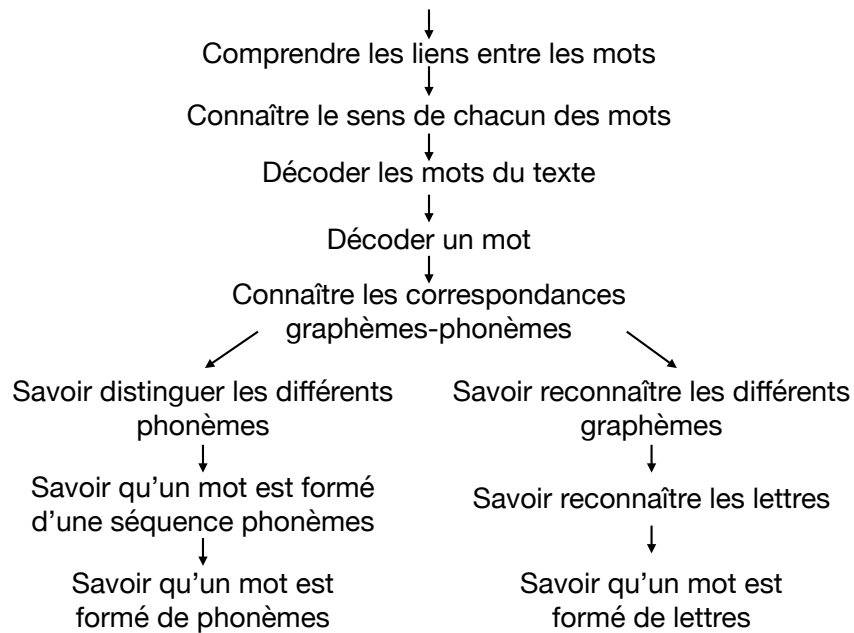 Comprendre les liens entre les mots
Connaître le sens de chacun des mots
Décoder les mots du texte
Décoder un mot
Connaître les correspondances
graphèmes-phonèmes
Savoir distinguer les différents
phonèmes
Savoir qu’un mot est formé
d’une séquence phonèmes
Savoir qu’un mot est
formé de phonèmes
Savoir reconnaître les différents
graphèmes
Savoir reconnaître les lettres
Savoir qu’un mot est
formé de lettres